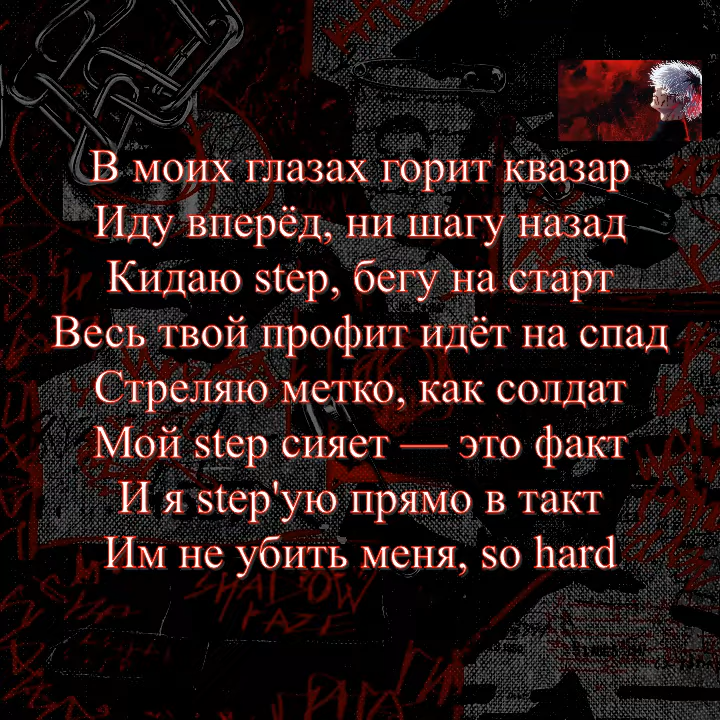 В моих глазах горит квазар
Иду вперёд, ни шагу назад
Кидаю step, бегу на старт
Весь твой профит идёт на спад
Стреляю метко, как солдат
Мой step сияет — это факт
И я step'ую прямо в такт
Им не убить меня, so hard
SHADOW
RAZE